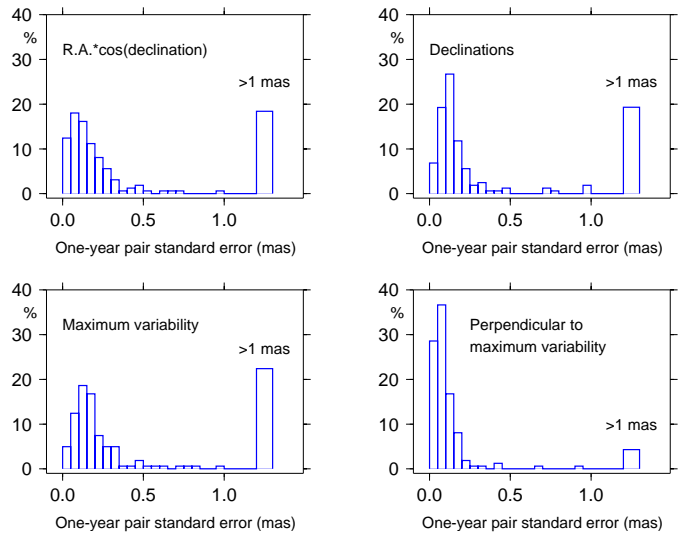 40
%
R.A.*cos(declination)
30
>1 mas
20
10
0
0.0 0.5 1.0
One-year pair standard error (mas)
40
%
Declinations
30
>1 mas
20
10
0
0.0 0.5 1.0
One-year pair standard error (mas)
40
%
Maximum variability
30
>1 mas
20
10
0
0.0 0.5 1.0
One-year pair standard error (mas)
40
%
Perpendicular to
maximum variability
30
20
>1 mas
10
0
0.0 0.5 1.0
One-year pair standard error (mas)